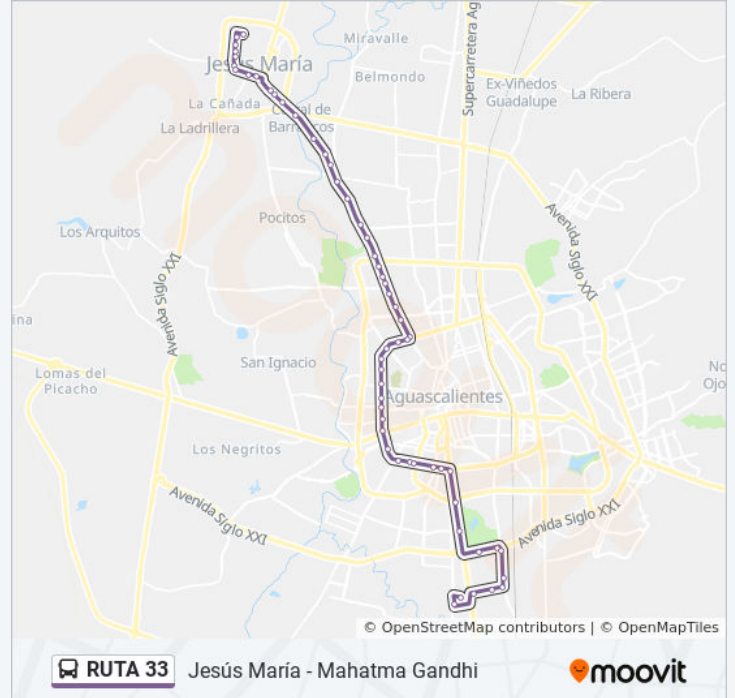 Miravalle
Supercarretera Ag
Jesús María
Belmondo
Ex-Viñedos
Guadalupe
La Ribera
La Cañada
La Ladrillera
Avenida Siglo XXI
Pocitos
Los Arquitos
Avenida Siglo XXI
ina
San Ignacio
Lomas del
Picacho
No
Ojo
Aguascalientes
Los Negritos
Avenida Siglo XXI
Avenida Siglo XXI
© OpenStreetMap contributors | © OpenMapTiles
RUTA 33
Jesús María - Mahatma Gandhi
moovit